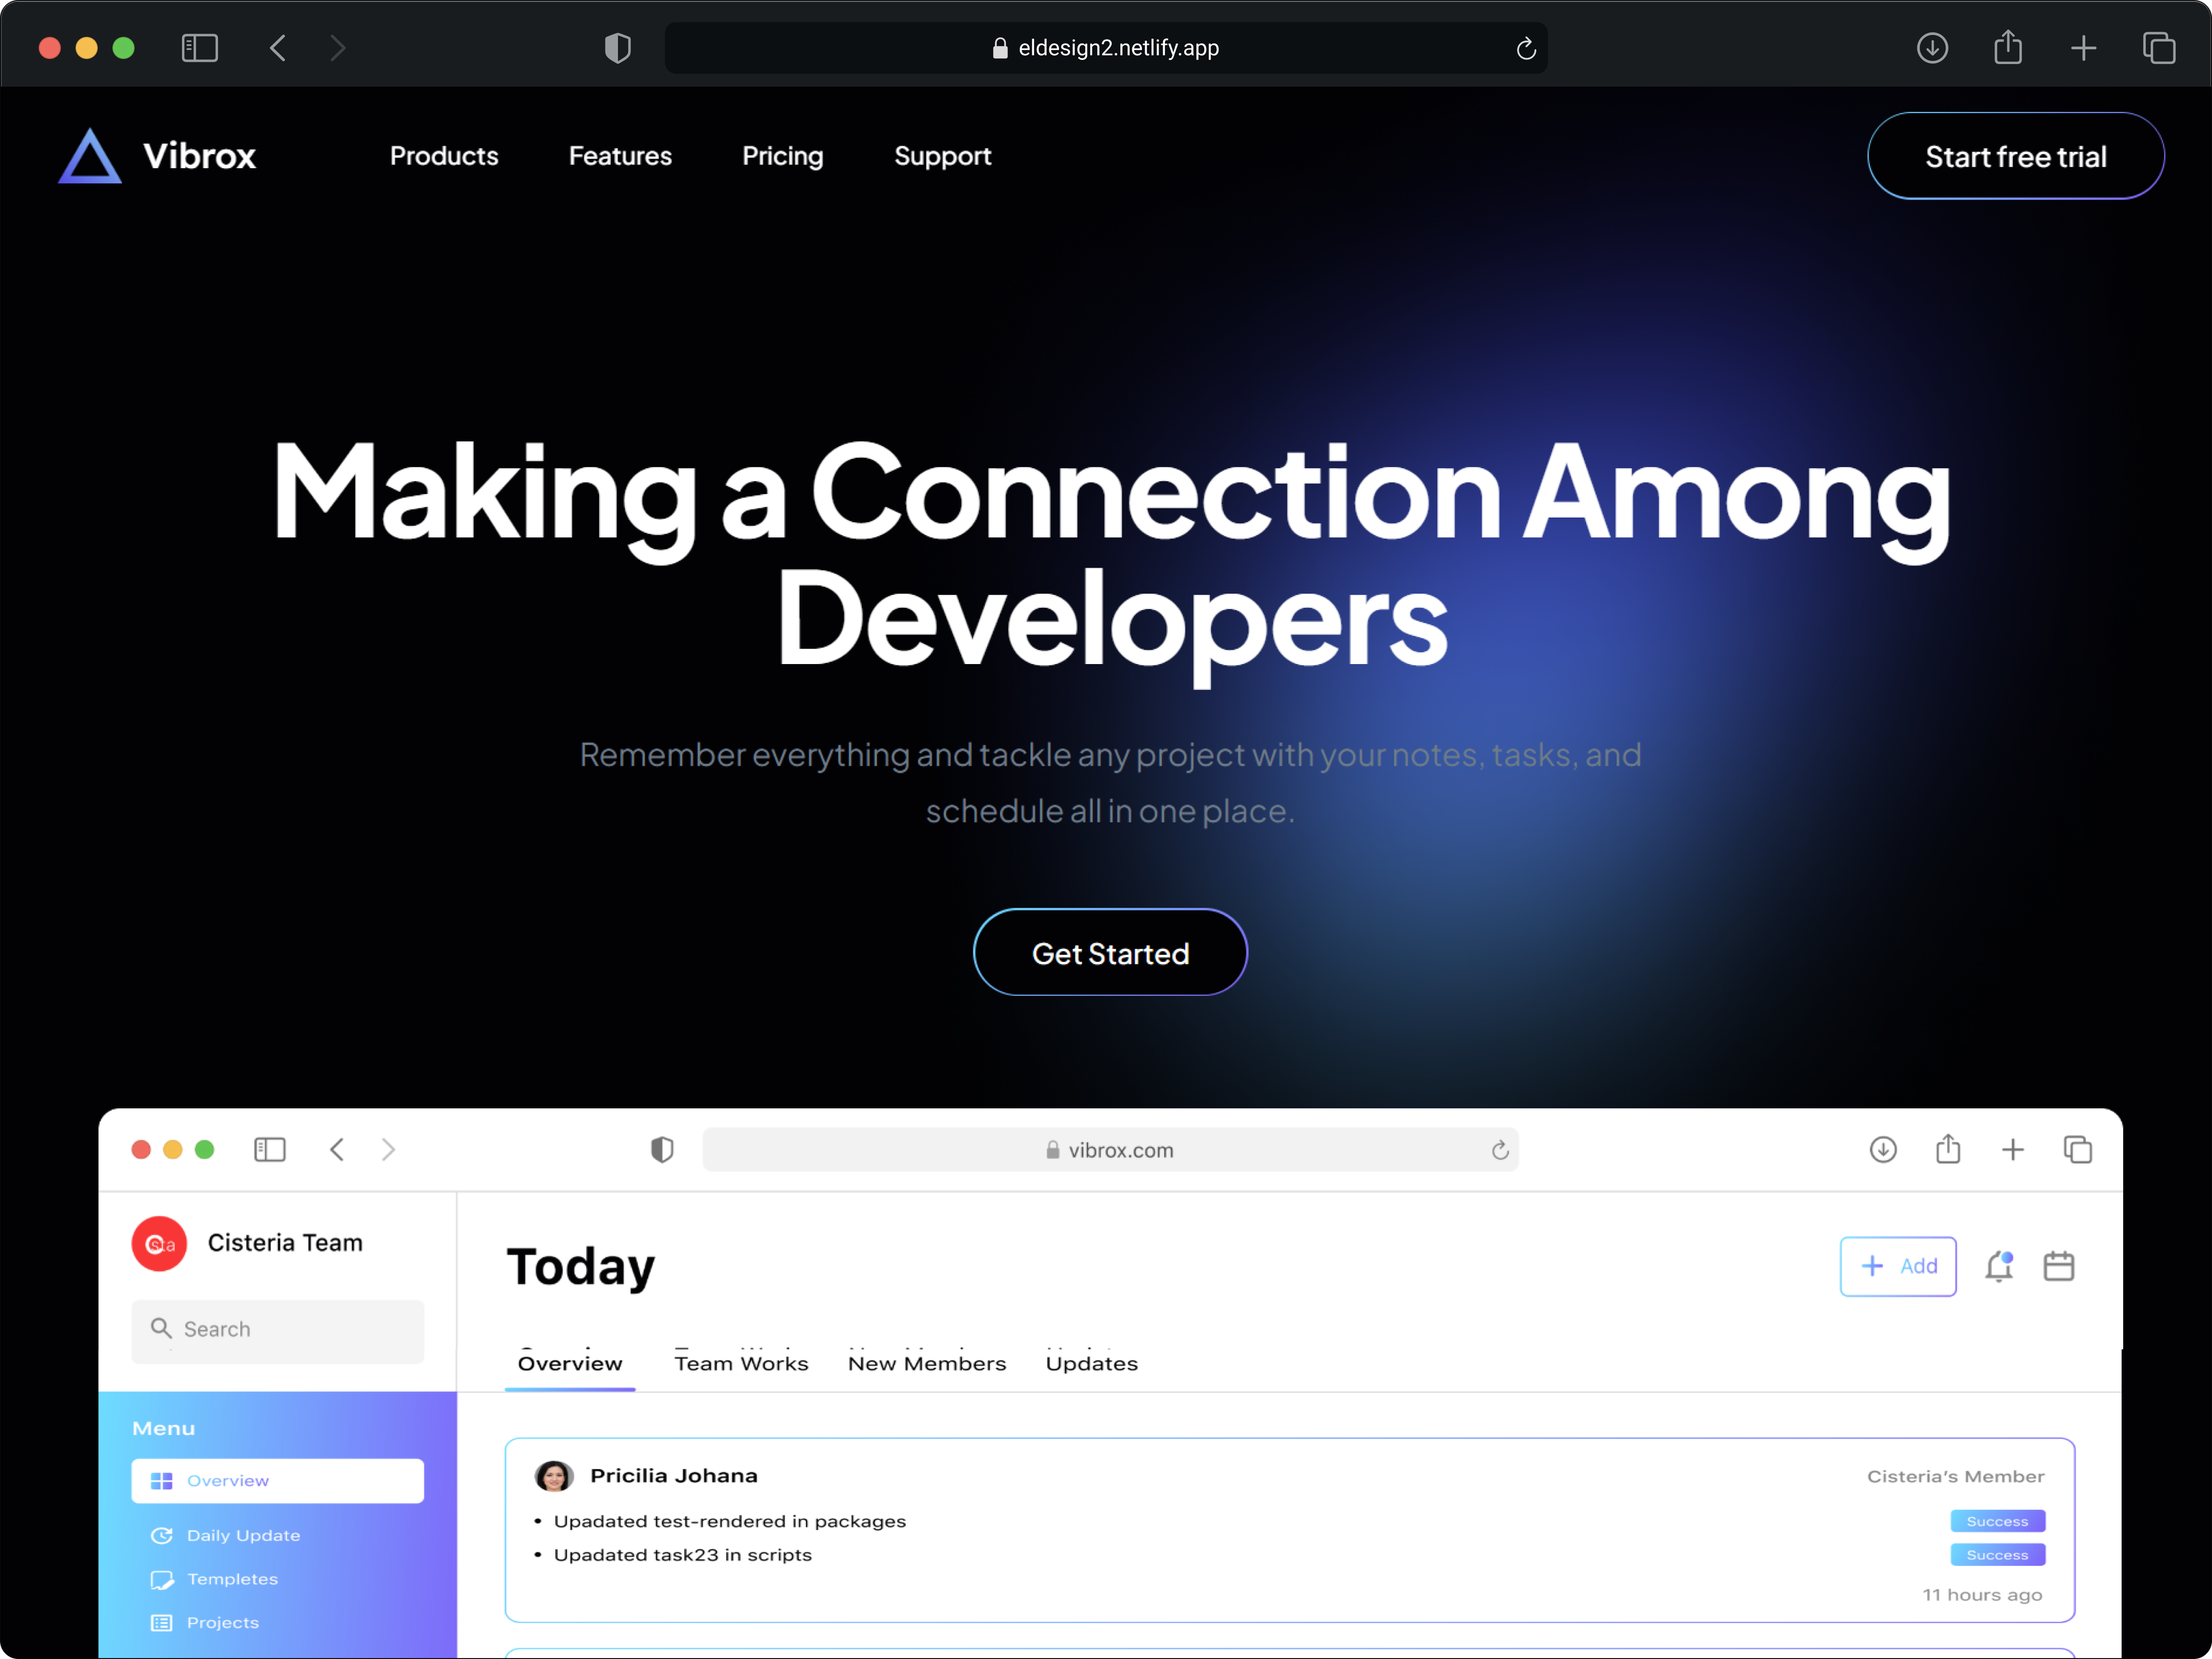 eldesign2.netlify.app
Vibrox
Products
Features
Pricing
Support
Start free trial
Making a Connection Among
Developers
Remember everything and tackle any project with your notes, tasks, and
schedule all in one place.
Get Started
vibrox.com
Cisteria Team
Search
Today
Add
Overview
Team Works
New Members
Updates
Menu
Overview
Daily Update
Templetes
Projects
Pricilia Johana
Cisteria's Member
• Upadated test-rendered in packages
Success
• Upadated task23 in scripts
Success
11 hours ago